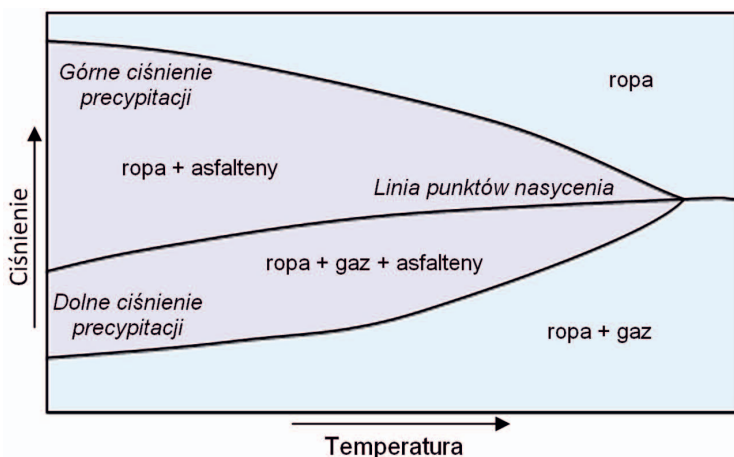 Górne ciśnienie
precypitacji
ropa
ropa + asfalteny
Linia punktów nasycenia
ropa + gaz + asfalteny
Dolne ciśnienie
precypitacji
ropa + gaz
Ciśnienie
Temperatura